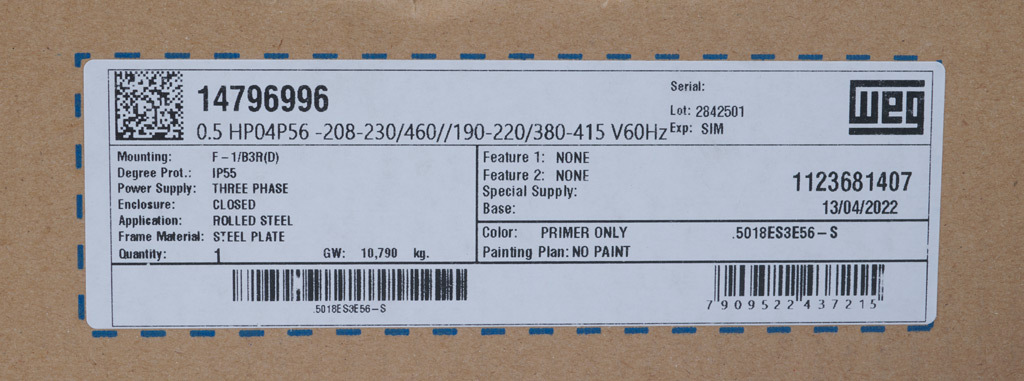 14796996
0.5 HP04P56 -208-230/460//190-220/380-415 V60Hz
Serial:
Lot: 2842501
Exp: SIM
weg
Mounting: F-1/B3R(D)
Degree Prot.: IP55
Power Supply: THREE PHASE
Enclosure: CLOSED
Application: ROLLED STEEL
Frame Material: STEEL PLATE
Quantity: 1 GW: 10,790 kg.
Feature 1: NONE
Feature 2: NONE
Special Supply:
Base:
1123681407
13/04/2022
Color: PRIMER ONLY .5018ES3E56-S
Painting Plan: NO PAINT
.5018ES3E56-S
7909522437215